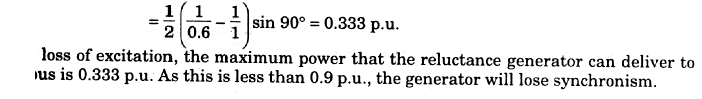 = 1/2 (1/0.6 - 1/1) sin 90° = 0.333 p.u.
loss of excitation, the maximum power that the reluctance generator can deliver to
us is 0.333 p.u. As this is less than 0.9 p.u., the generator will lose synchronism.